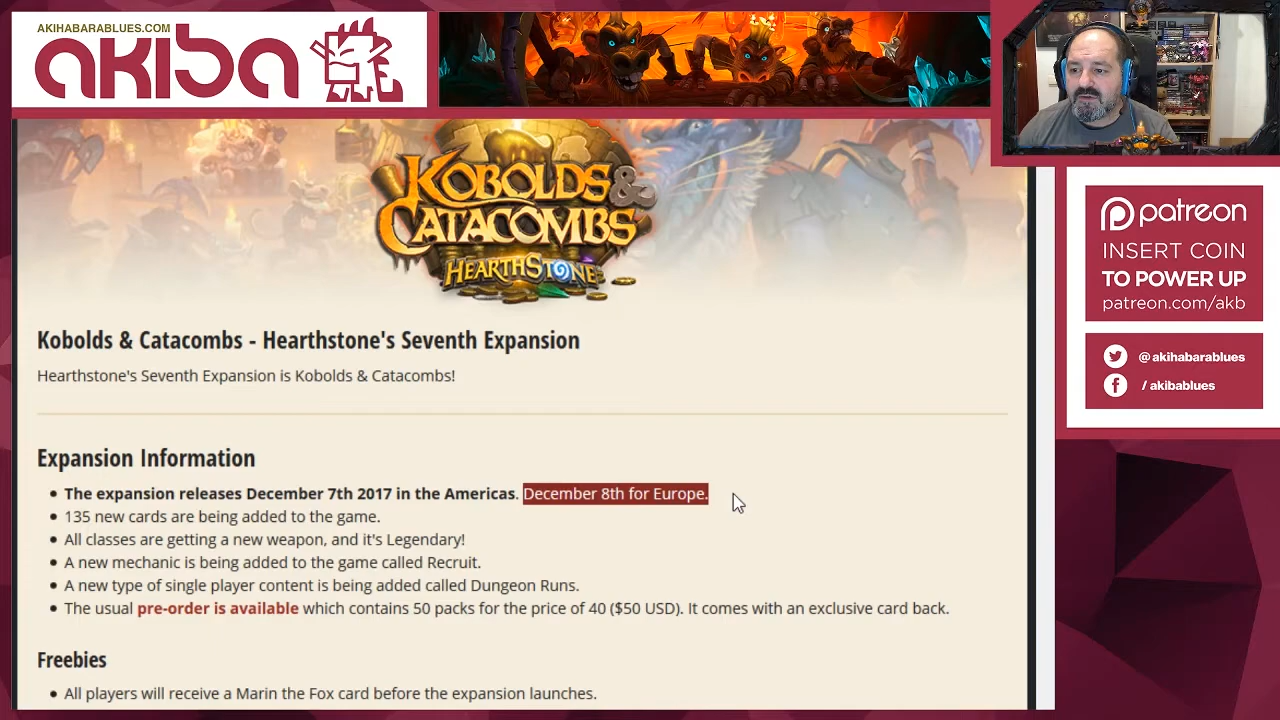 AKIHABARABLUES.COM
akiba
KOBOLDS &
CATACOMBS
HEARTHSTONE
Kobolds & Catacombs - Hearthstone's Seventh Expansion
Hearthstone's Seventh Expansion is Kobolds & Catacombs!
Expansion Information
• The expansion releases December 7th 2017 in the Americas. December 8th for Europe.
• 135 new cards are being added to the game.
• All classes are getting a new weapon, and it's Legendary!
• A new mechanic is being added to the game called Recruit.
• A new type of single player content is being added called Dungeon Runs.
• The usual pre-order is available which contains 50 packs for the price of 40 ($50 USD). It comes with an exclusive card back.
Freebies
• All players will receive a Marin the Fox card before the expansion launches.
patreon
INSERT COIN
TO POWER UP
patreon.com/akb
@akihabarablues
/ akibablues